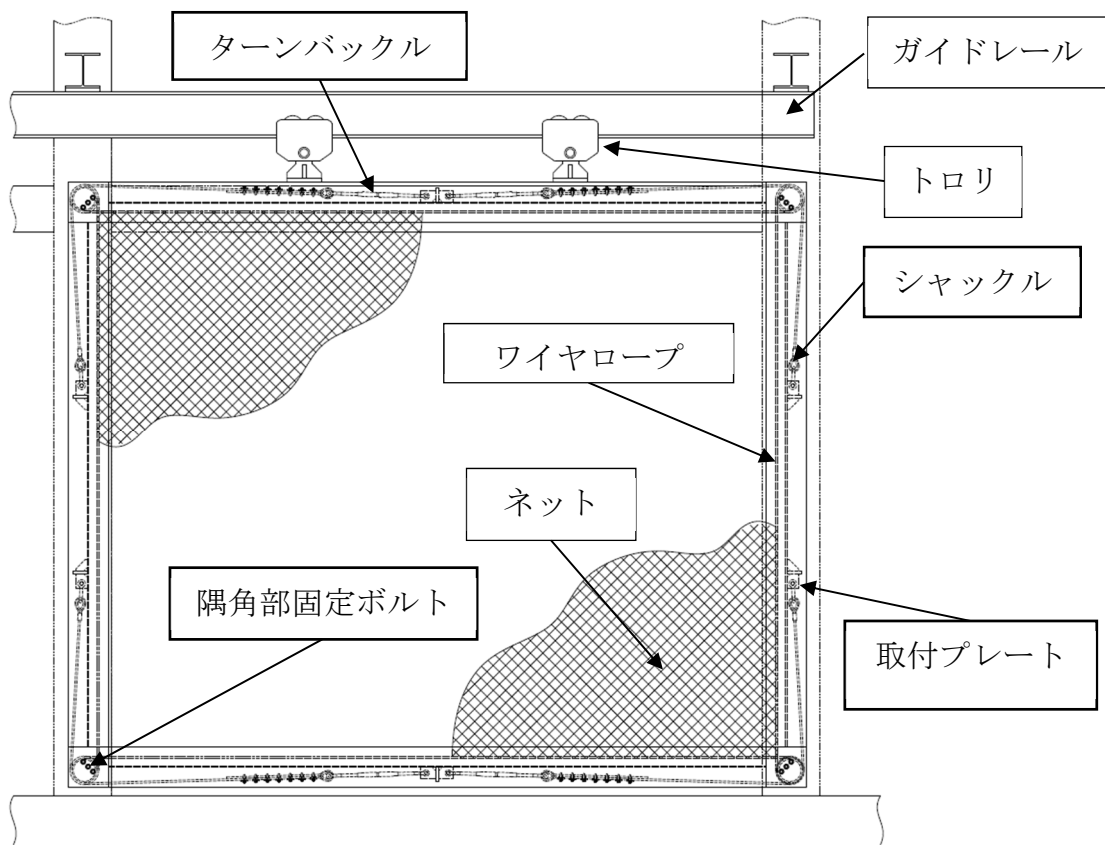 ターンバックル
ガイドレール
トロリ
シャックル
ワイヤロープ
ネット
隅角部固定ボルト
取付プレート